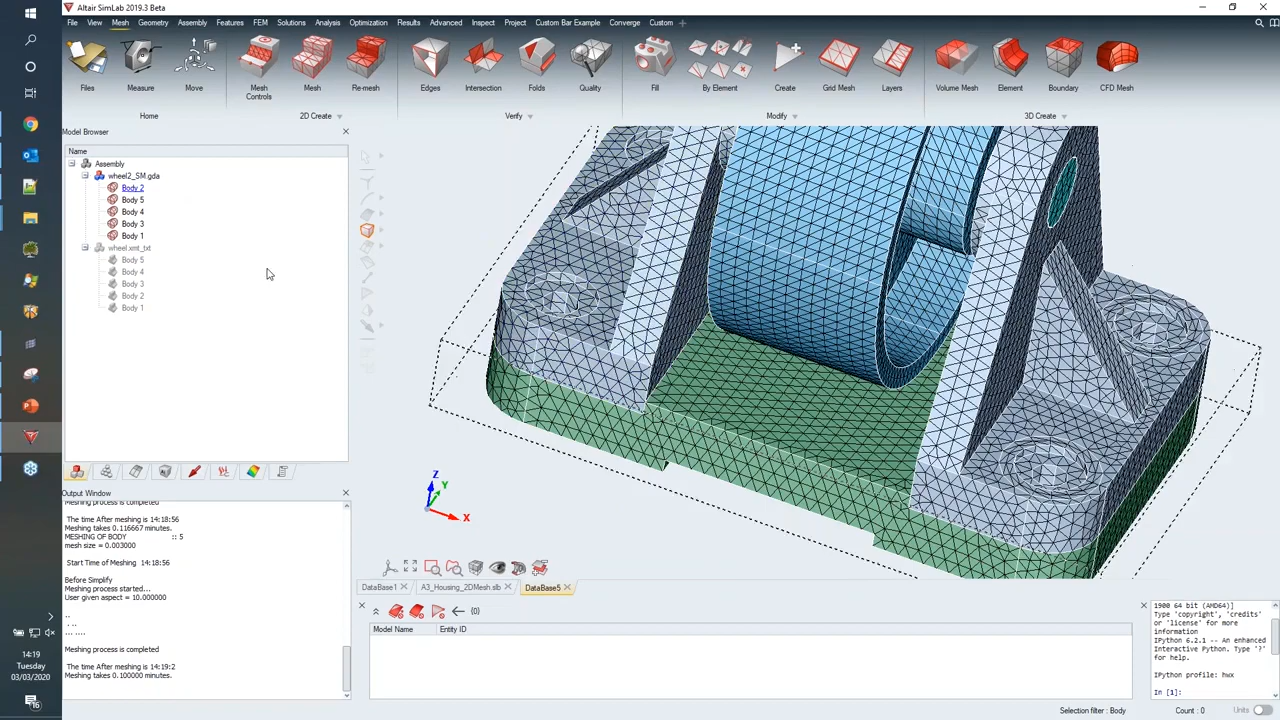 Altair SimLab 2019.3 Beta
File View Mesh Geometry Assembly Features FEM Solutions Analysis Optimization Results Advanced Inspect Project Custom Bar Example Converge Custom
Files Measure Move Mesh Controls Mesh Re-mesh Edges Intersection Folds Quality Fill By Element Create Grid Mesh Layers Volume Mesh Element Boundary CFD Mesh
Home 2D Create Verify Modify 3D Create
Model Browser
Name
Assembly
wheel2_SM.gda
Body 2
Body 5
Body 4
Body 3
Body 1
wheel.xmt_txt
Body 5
Body 4
Body 3
Body 2
Body 1
Z
Y
X
Output Window
Meshing process is completed
The time After meshing is 14:18:56
Meshing takes 0.116667 minutes.
MESHING OF BODY :: 5
mesh size = 0.003000
Start Time of Meshing 14:18:56
Before Simplify
Meshing process started...
User given aspect = 10.000000
..
. ..
... ....
Meshing process is completed
The time After meshing is 14:19:2
Meshing takes 0.100000 minutes.
DataBase1 A3_Housing_2DMesh.slb DataBase5
{0}
Model Name Entity ID
1900 64 bit (AMD64)]
Type 'copyright', 'credits'
or 'license' for more
information
IPython 6.2.1 -- An enhanced
Interactive Python. Type '?'
for help.
IPython profile: hwx
In [1]:
Selection filter : Body Count : 0 Units
14:19
Tuesday
03/03/2020
16